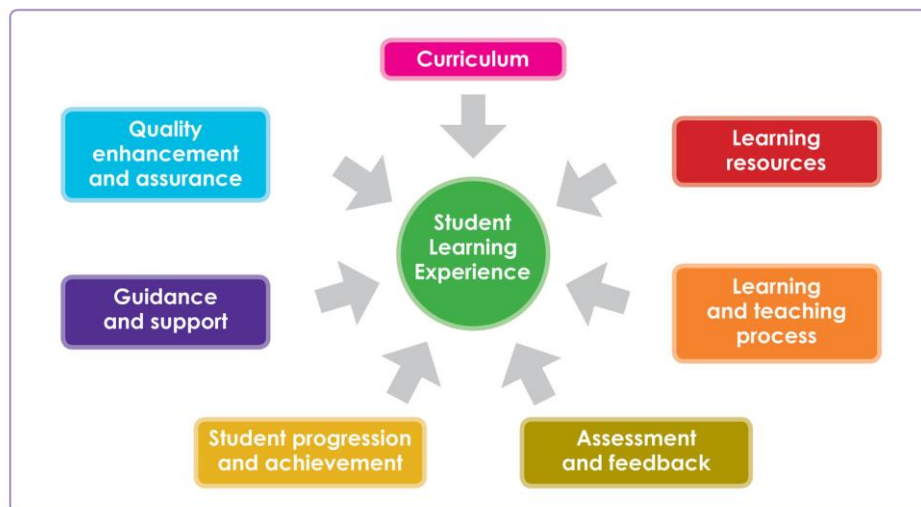 Curriculum
Quality
enhancement
and assurance
Learning
resources
Student
Learning
Experience
Guidance
and support
Learning
and teaching
process
Student progression
and achievement
Assessment
and feedback